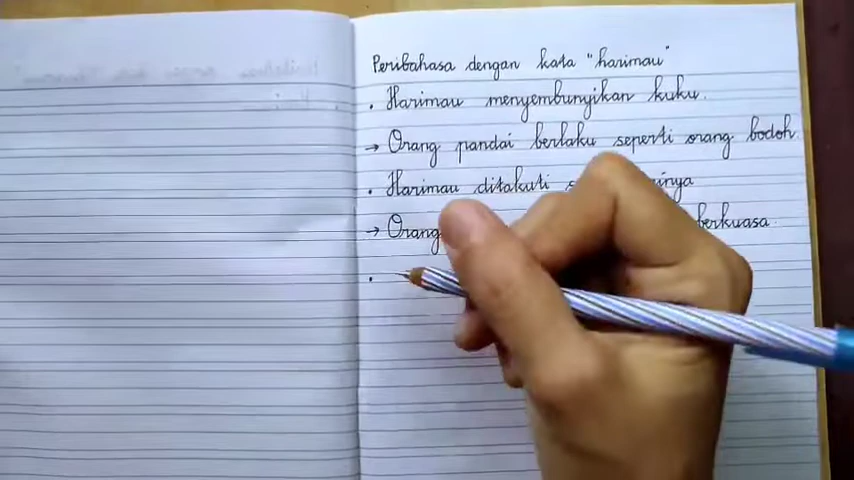 Peribahasa dengan kata "harimau"
• Harimau menyembunyikan kuku.
→ Orang pandai, berlaku seperti orang bodoh
• Harimau ditakuti
→ Orang berkuasa.
•